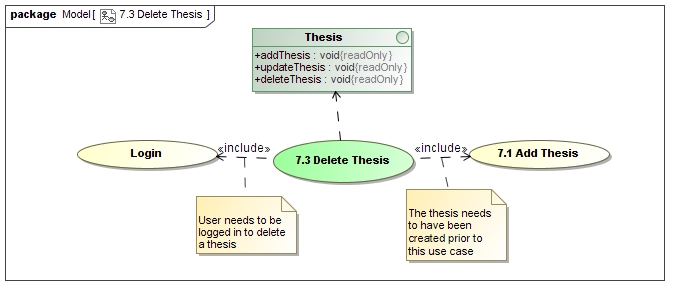 package Model[ 7.3 Delete Thesis ]
Thesis
+addThesis : void{readOnly}
+updateThesis : void{readOnly}
+deleteThesis : void{readOnly}
«include» «include»
Login 7.3 Delete Thesis 7.1 Add Thesis
User needs to be
logged in to delete
a thesis
The thesis needs
to have been
created prior to
this use case